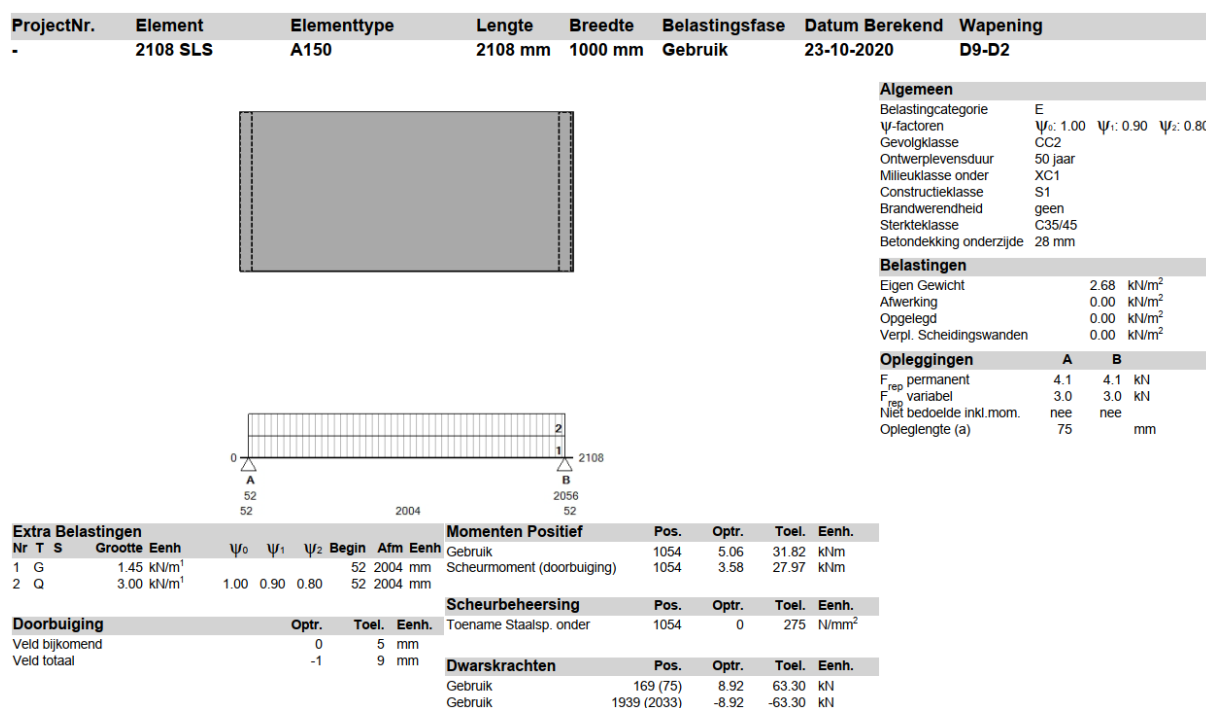 ProjectNr. Element Elementtype Lengte Breedte Belastingsfase Datum Berekend Wapening
- 2108 SLS A150 2108 mm 1000 mm Gebruik 23-10-2020 D9-D2
Algemeen
Belastingcategorie E
ψ-factoren ψ₀: 1.00 ψ₁: 0.90 ψ₂: 0.80
Gevolgklasse CC2
Ontwerplevensduur 50 jaar
Milieuklasse onder XC1
Constructieklasse S1
Brandwerendheid geen
Sterkteklasse C35/45
Betondekking onderzijde 28 mm
Belastingen
Eigen Gewicht 2.68 kN/m²
Afwerking 0.00 kN/m²
Opgelegd 0.00 kN/m²
Verpl. Scheidingswanden 0.00 kN/m²
Opleggingen A B
F_rep permanent 4.1 4.1 kN
F_rep variabel 3.0 3.0 kN
Niet bedoelde inkl.mom. nee nee
Opleglengte (a) 75 mm
2
1
0 2108
A B
52 2056
52 2004 52
Extra Belastingen
Nr T S Grootte Eenh ψ₀ ψ₁ ψ₂ Begin Afm Eenh
1 G 1.45 kN/m¹ 52 2004 mm
2 Q 3.00 kN/m¹ 1.00 0.90 0.80 52 2004 mm
Doorbuiging Optr. Toel. Eenh.
Veld bijkomend 0 5 mm
Veld totaal -1 9 mm
Momenten Positief Pos. Optr. Toel. Eenh.
Gebruik 1054 5.06 31.82 kNm
Scheurmoment (doorbuiging) 1054 3.58 27.97 kNm
Scheurbeheersing Pos. Optr. Toel. Eenh.
Toename Staalsp. onder 1054 0 275 N/mm²
Dwarskrachten Pos. Optr. Toel. Eenh.
Gebruik 169 (75) 8.92 63.30 kN
Gebruik 1939 (2033) -8.92 -63.30 kN